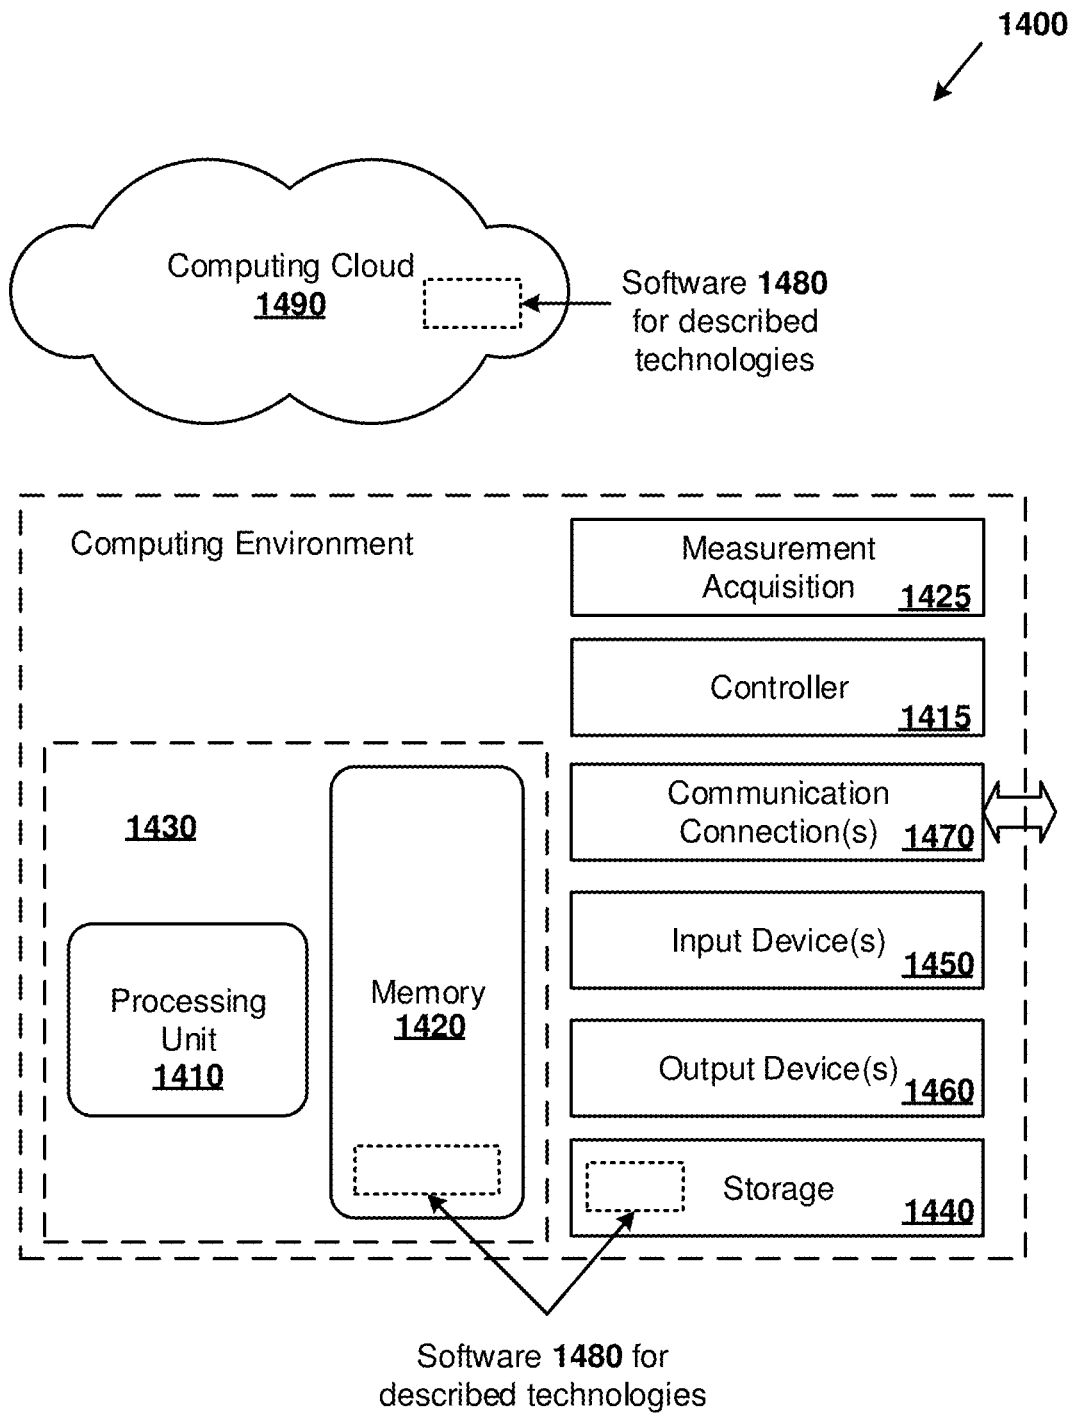 1400
Computing Cloud
1490
Software 1480
for described
technologies
Computing Environment
Measurement
Acquisition
1425
Controller
1415
Communication
Connection(s)
1470
1430
Input Device(s)
1450
Processing
Unit
1410
Memory
1420
Output Device(s)
1460
Storage
1440
Software 1480 for
described technologies